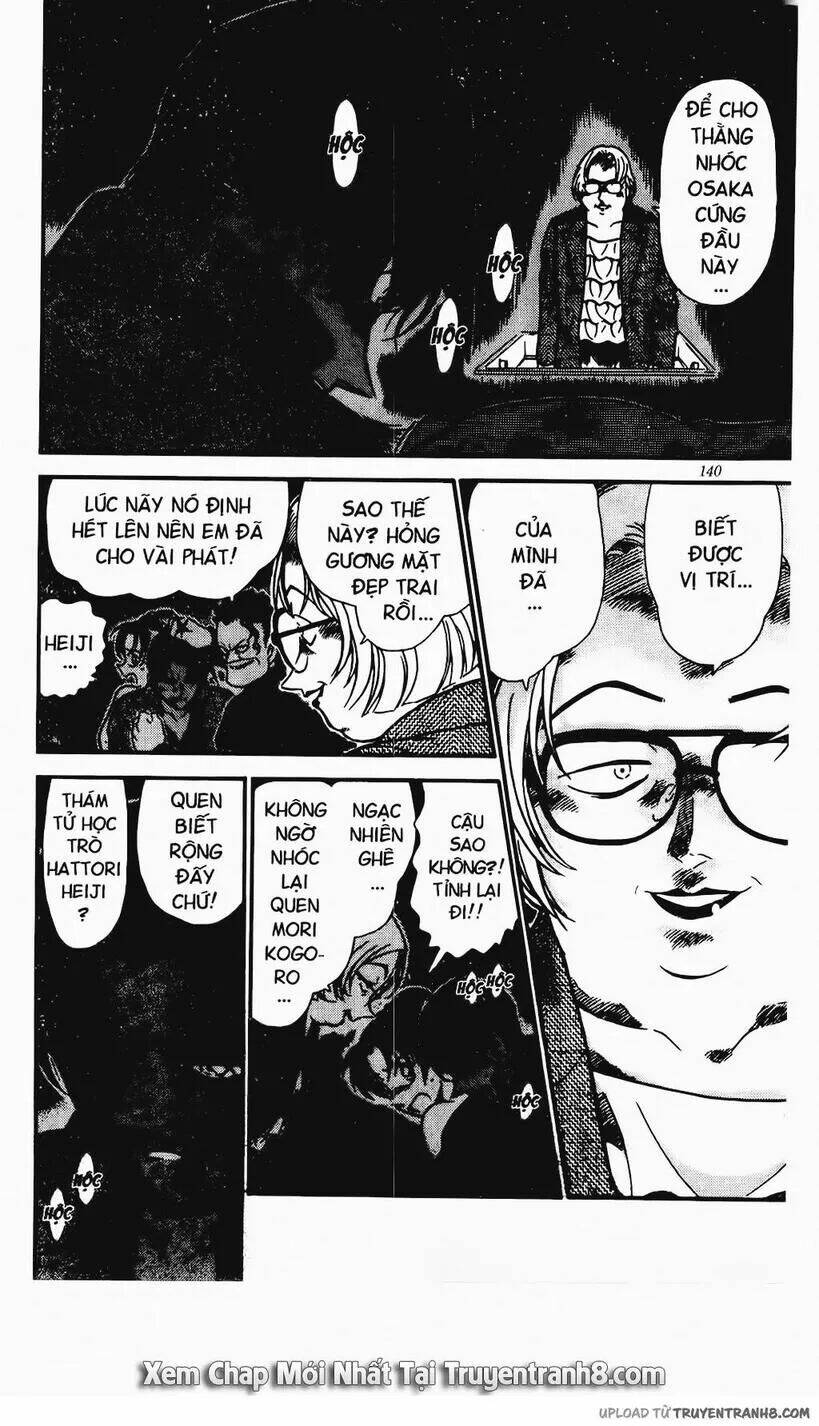 ĐỂ CHO
THẰNG
NHÓC
OSAKA
CỨNG
ĐẦU
NÀY
...
HỘC
HỘC
HỘC
140
BIẾT
ĐƯỢC
VỊ TRÍ...
CỦA
MÌNH
ĐÃ
...
SAO THẾ
NÀY? HỎNG
GƯƠNG MẶT
ĐẸP TRAI
RỒI...
LÚC NÃY NÓ ĐỊNH
HÉT LÊN NÊN EM ĐÃ
CHO VÀI PHÁT!
HEIJI
...
CẬU
SAO
KHÔNG?!
TỈNH LẠI
ĐI!!
NGẠC
NHIÊN
GHÊ
...
KHÔNG
NGỜ
NHÓC
LẠI
QUEN
MORI
KOGO-
RO
...
HỘC
HỘC
HỘC
QUEN
BIẾT
RỘNG
ĐẤY
CHỨ!
THÁM
TỬ HỌC
TRÒ
HATTORI
HEIJI
?
HỘC
HỘC
Xem Chap Mới Nhất Tại Truyentranh8.com
UPLOAD TỪ TRUYENTRANH8.COM